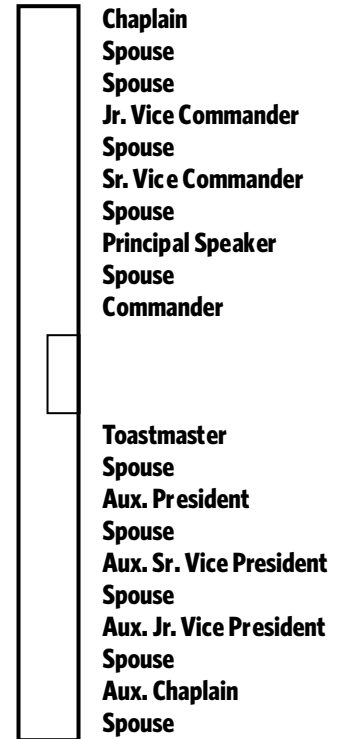 Chaplain
Spouse
Spouse
Jr. Vice Commander
Spouse
Sr. Vice Commander
Spouse
Principal Speaker
Spouse
Commander
Toastmaster
Spouse
Aux. President
Spouse
Aux. Sr. Vice President
Spouse
Aux. Jr. Vice President
Spouse
Aux. Chaplain
Spouse